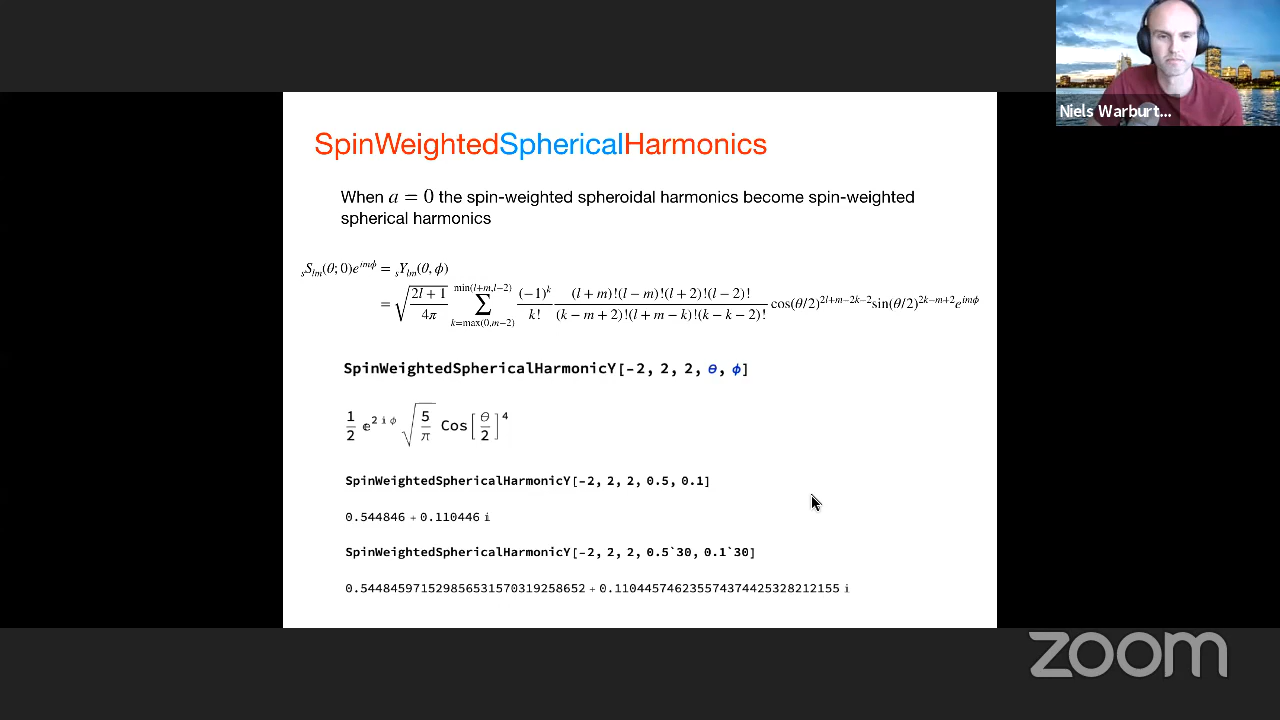 Niels Warburt...
SpinWeightedSphericalHarmonics
When a = 0 the spin-weighted spheroidal harmonics become spin-weighted
spherical harmonics
ₛSₗₘ(θ; 0)e^{imϕ} = ₛYₗₘ(θ, ϕ)
= √((2l + 1)/(4π)) ∑_{k=max(0,m−2)}^{min(l+m,l−2)} ((−1)^k/k!) ((l + m)!(l − m)!(l + 2)!(l − 2)!)/((k − m + 2)!(l + m − k)!(k − k − 2)!) cos(θ/2)^{2l+m−2k−2} sin(θ/2)^{2k−m+2} e^{imϕ}
SpinWeightedSphericalHarmonicY[-2, 2, 2, θ, ϕ]
1/2 ⅇ^{2 ⅈ ϕ} √(5/π) Cos[θ/2]^4
SpinWeightedSphericalHarmonicY[-2, 2, 2, 0.5, 0.1]
0.544846 + 0.110446 ⅈ
SpinWeightedSphericalHarmonicY[-2, 2, 2, 0.5`30, 0.1`30]
0.544845971529856531570319258652 + 0.110445746235574374425328212155 ⅈ
zoom